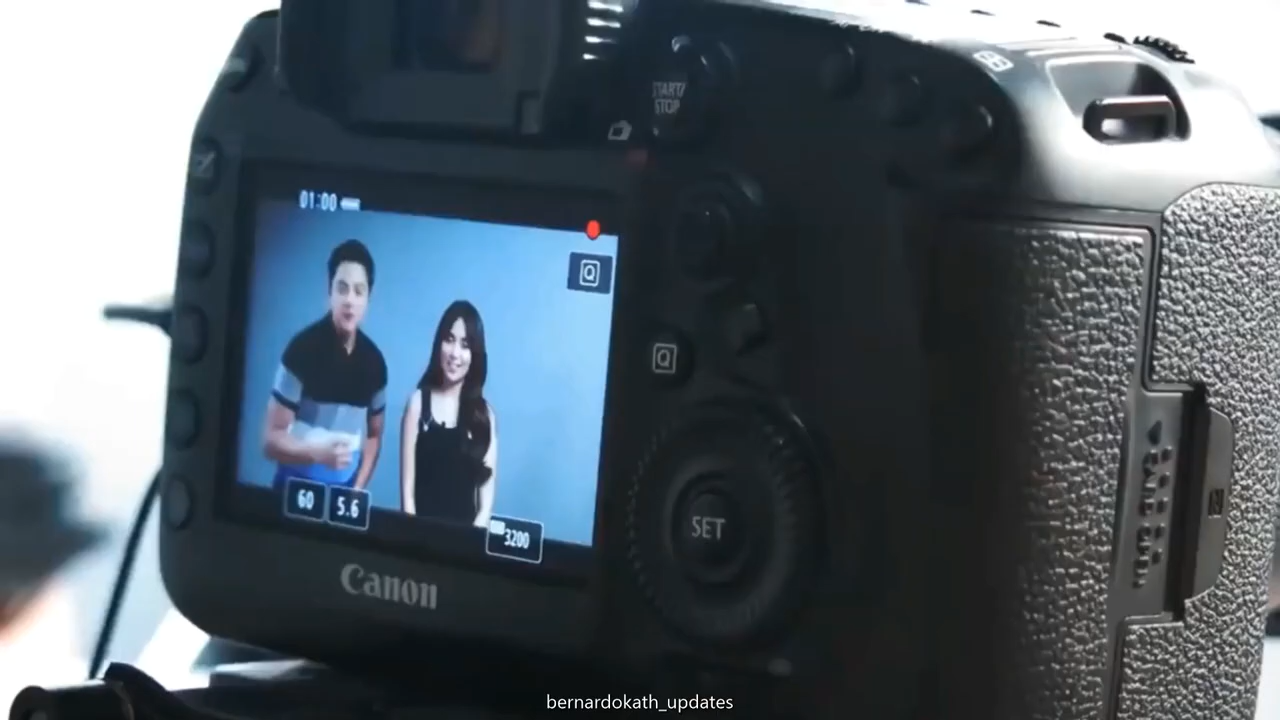 START/
STOP
01:00
Q
Q
60
5.6
3200
SET
Canon
bernardokath_updates